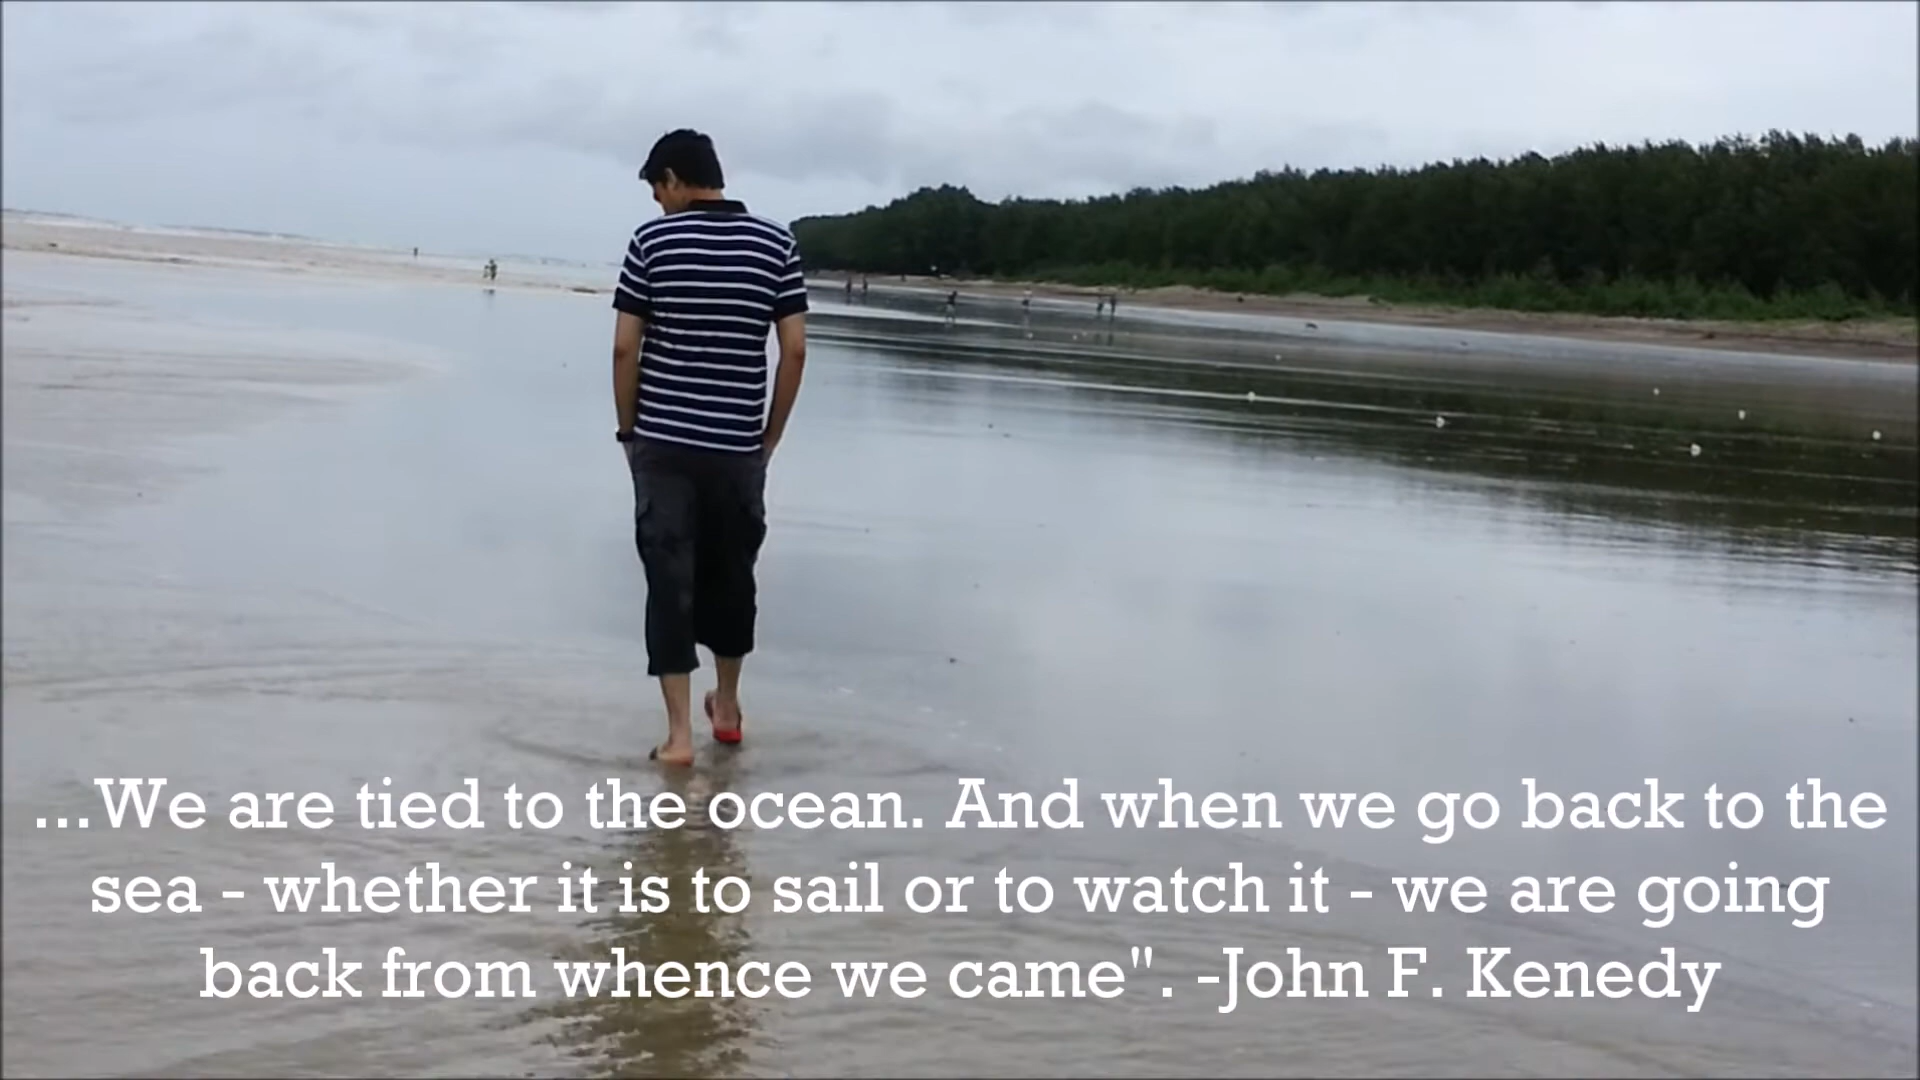 ...We are tied to the ocean. And when we go back to the
sea - whether it is to sail or to watch it - we are going
back from whence we came". -John F. Kenedy